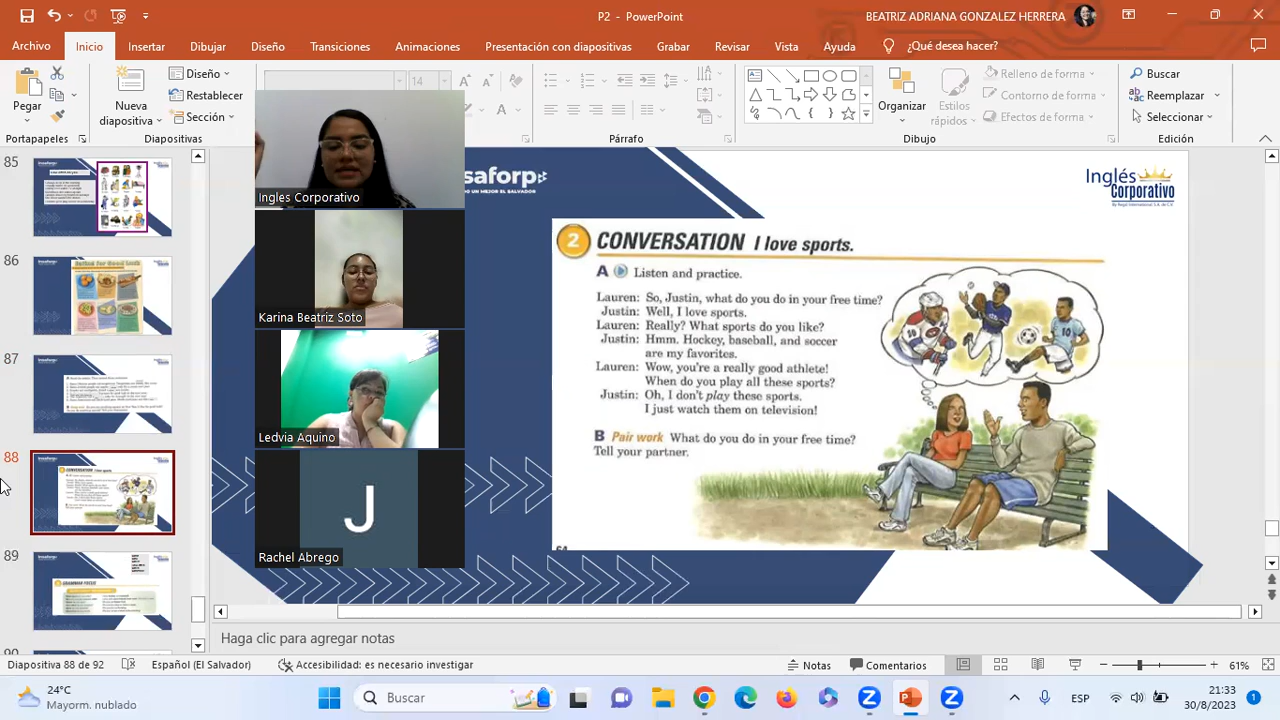 P2 - PowerPoint
BEATRIZ ADRIANA GONZALEZ HERRERA
Archivo Inicio Insertar Dibujar Diseño Transiciones Animaciones Presentación con diapositivas Grabar Revisar Vista Ayuda ¿Qué desea hacer?
Pegar
Portapapeles
Nueva diapositiva
Diseño
Restablecer
Sección
Diapositivas
14
Párrafo
Organizar
Estilos rápidos
Relleno de forma
Contorno de forma
Efectos de forma
Dibujo
Buscar
Reemplazar
Seleccionar
Edición
85
86
87
88
89
Ingles Corporativo
Karina Beatriz Soto
Ledvia Aquino
J
Rachel Abrego
saforp
Inglés
Corporativo
2 CONVERSATION I love sports.
A Listen and practice.
Lauren: So, Justin, what do you do in your free time?
Justin: Well, I love sports.
Lauren: Really? What sports do you like?
Justin: Hmm. Hockey, baseball, and soccer
are my favorites.
Lauren: Wow, you're a really good athlete!
When do you play all these sports?
Justin: Oh, I don't play these sports.
I just watch them on television!
B Pair work What do you do in your free time?
Tell your partner.
Haga clic para agregar notas
Diapositiva 88 de 92 Español (El Salvador) Accesibilidad: es necesario investigar Notas Comentarios 61%
24°C
Mayorm. nublado
Buscar
ESP
21:33
30/8/2023
1